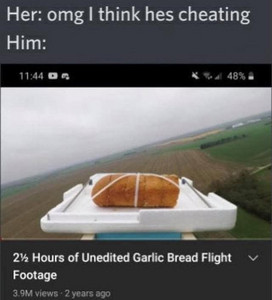 Her: omg I think hes cheating
Him:
11:44 48%
2½ Hours of Unedited Garlic Bread Flight
Footage
3.9M views · 2 years ago